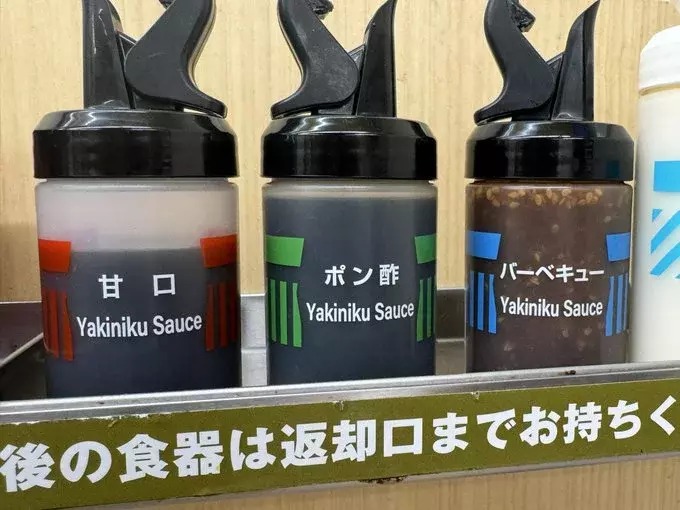 甘口
Yakiniku Sauce
ポン酢
Yakiniku Sauce
バーベキュー
Yakiniku Sauce
後の食器は返却口までお持ちく